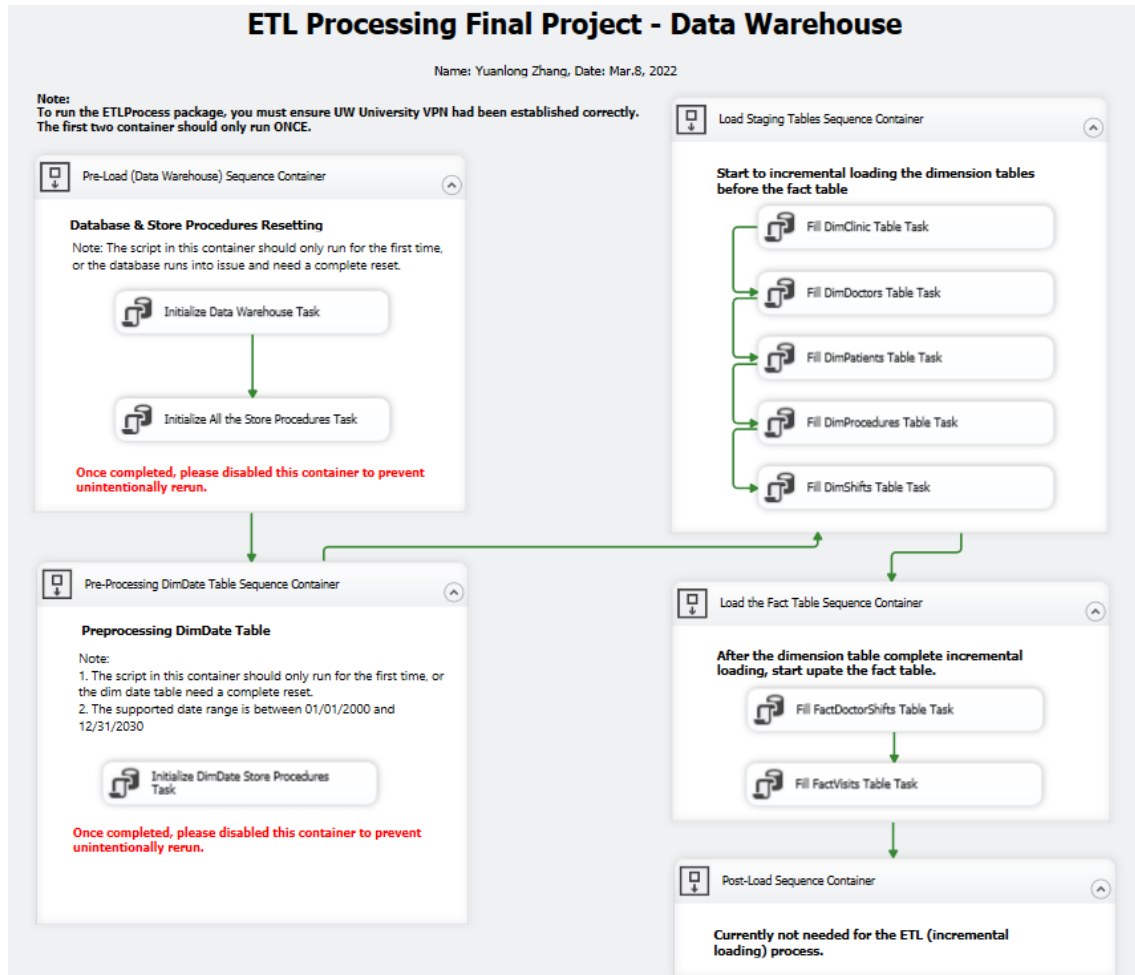 ETL Processing Final Project - Data Warehouse
Name: Yuanlong Zhang, Date: Mar.8, 2022
Note:
To run the ETLProcess package, you must ensure UW University VPN had been established correctly.
The first two container should only run ONCE.
Pre-Load (Data Warehouse) Sequence Container
Database & Store Procedures Resetting
Note: The script in this container should only run for the first time,
or the database runs into issue and need a complete reset.
Initialize Data Warehouse Task
Initialize All the Store Procedures Task
Once completed, please disabled this container to prevent
unintentionally rerun.
Pre-Processing DimDate Table Sequence Container
Preprocessing DimDate Table
Note:
1. The script in this container should only run for the first time, or
the dim date table need a complete reset.
2. The supported date range is between 01/01/2000 and
12/31/2030
Initialize DimDate Store Procedures
Task
Once completed, please disabled this container to prevent
unintentionally rerun.
Load Staging Tables Sequence Container
Start to incremental loading the dimension tables
before the fact table
Fill DimClinic Table Task
Fill DimDoctors Table Task
Fill DimPatients Table Task
Fill DimProcedures Table Task
Fill DimShifts Table Task
Load the Fact Table Sequence Container
After the dimension table complete incremental
loading, start upate the fact table.
Fill FactDoctorShifts Table Task
Fill FactVisits Table Task
Post-Load Sequence Container
Currently not needed for the ETL (incremental
loading) process.